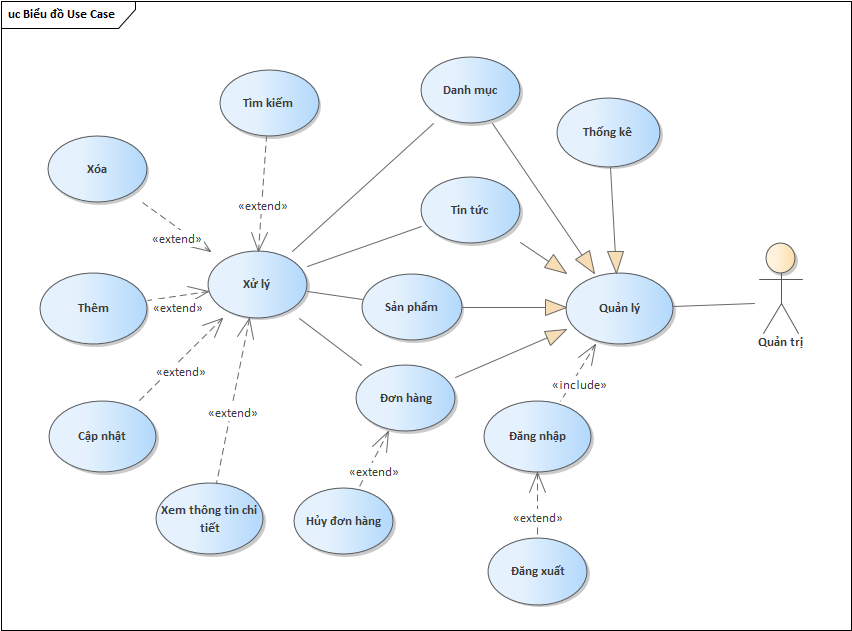 uc Biểu đồ Use Case
Tìm kiếm
Danh mục
Thống kê
Xóa
«extend»
Tin tức
«extend»
Xử lý
Thêm
«extend»
Sản phẩm
Quản lý
Quản trị
«extend»
«include»
Đơn hàng
«extend»
Cập nhật
Đăng nhập
«extend»
Xem thông tin chi
tiết
Hủy đơn hàng
«extend»
Đăng xuất